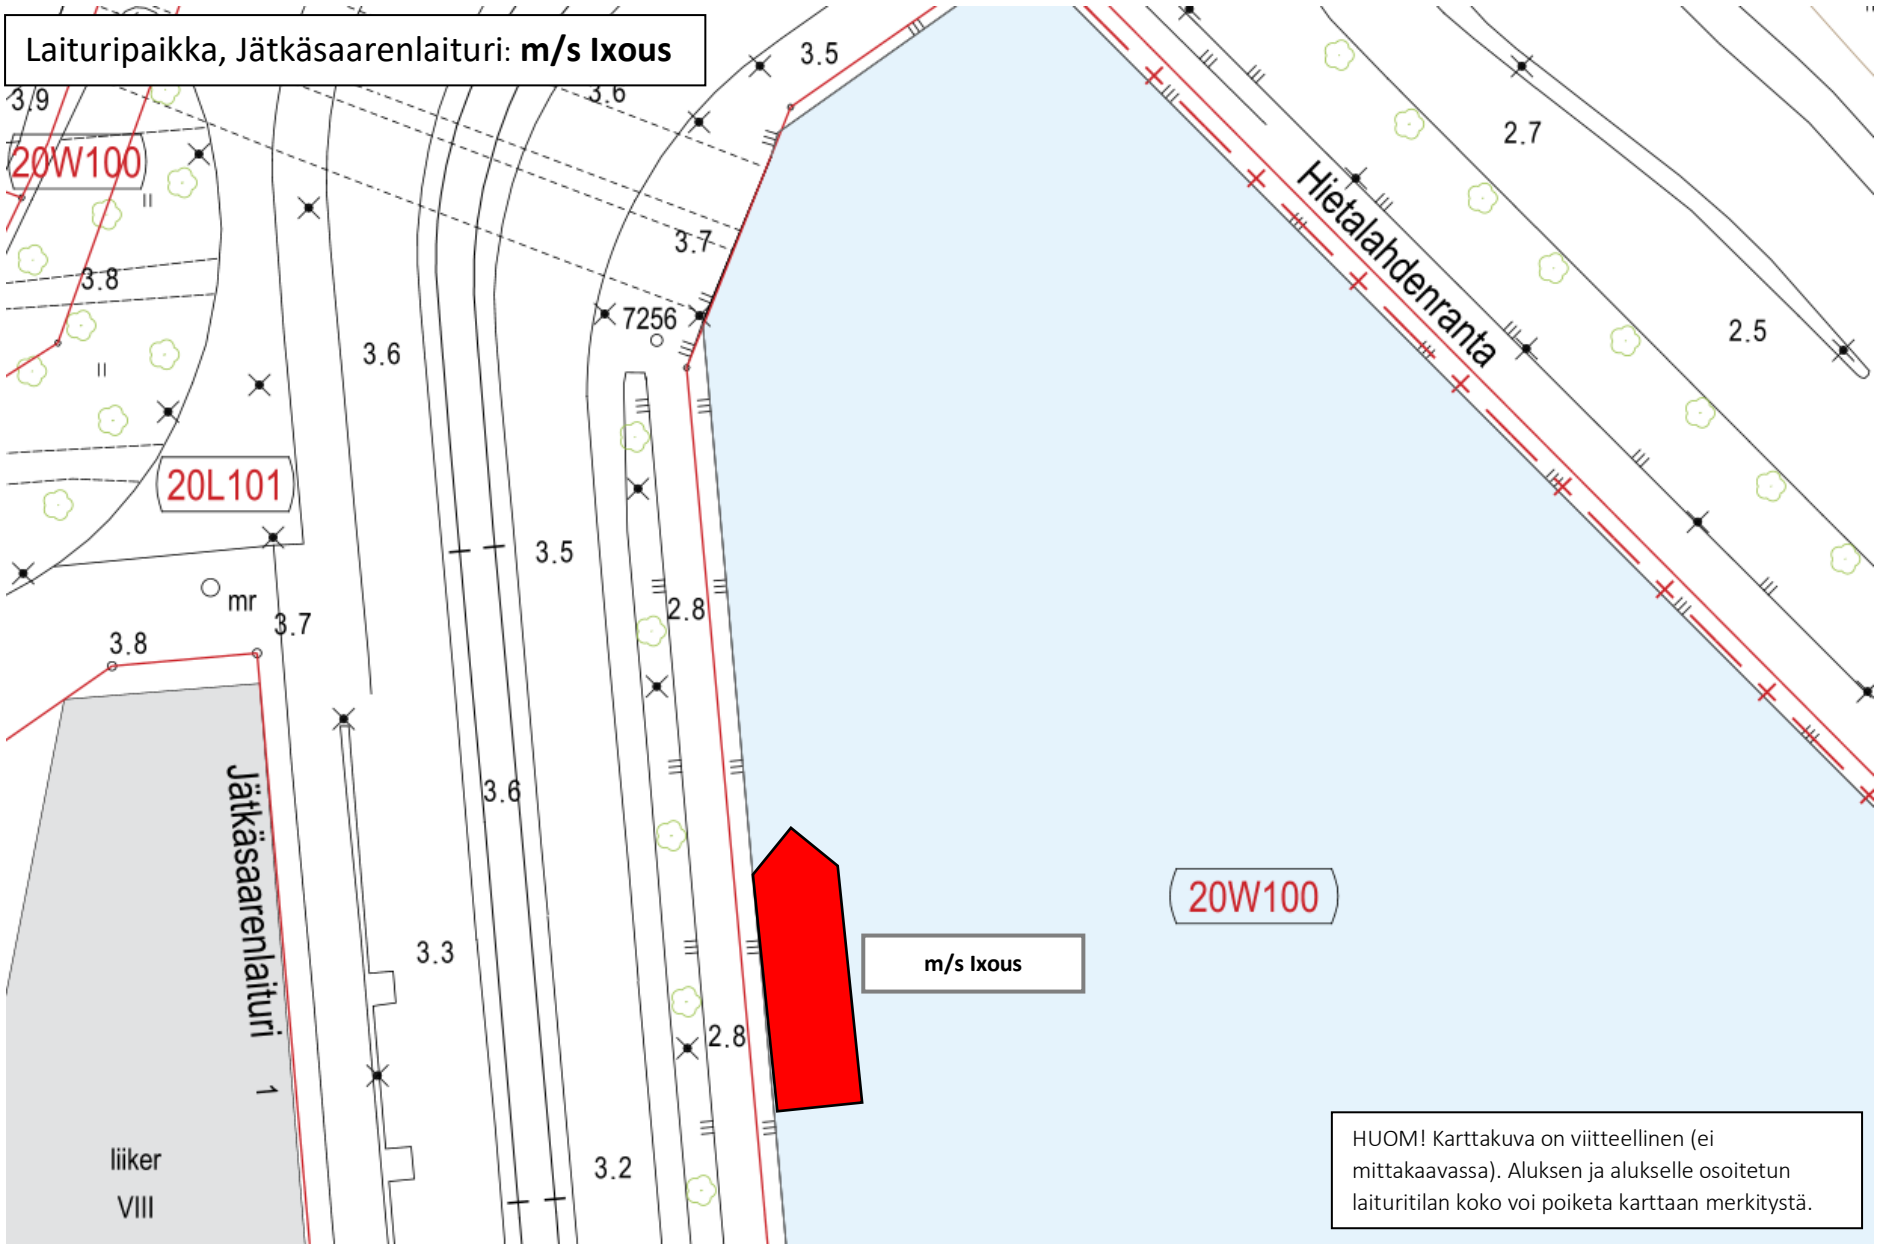 Laituripaikka, Jätkäsaarenlaituri: m/s Ixous
3.5
3.9
3.6
20W100
2.7
Hietalahdenranta
3.7
3.8
7256
2.5
3.6
20L101
3.5
mr
2.8
3.7
3.8
3.6
Jätkäsaarenlaituri 1
20W100
3.3
m/s Ixous
2.8
liiker
VIII
3.2
HUOM! Karttakuva on viitteellinen (ei
mittakaavassa). Aluksen ja alukselle osoitetun
laituritilan koko voi poiketa karttaan merkitystä.